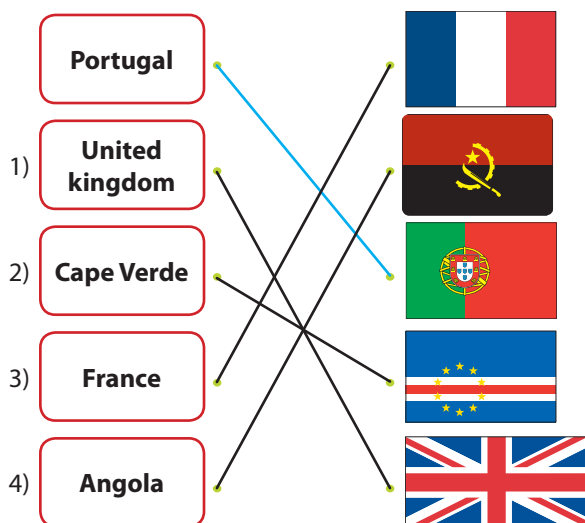 Portugal
1) United
kingdom
2) Cape Verde
3) France
4) Angola